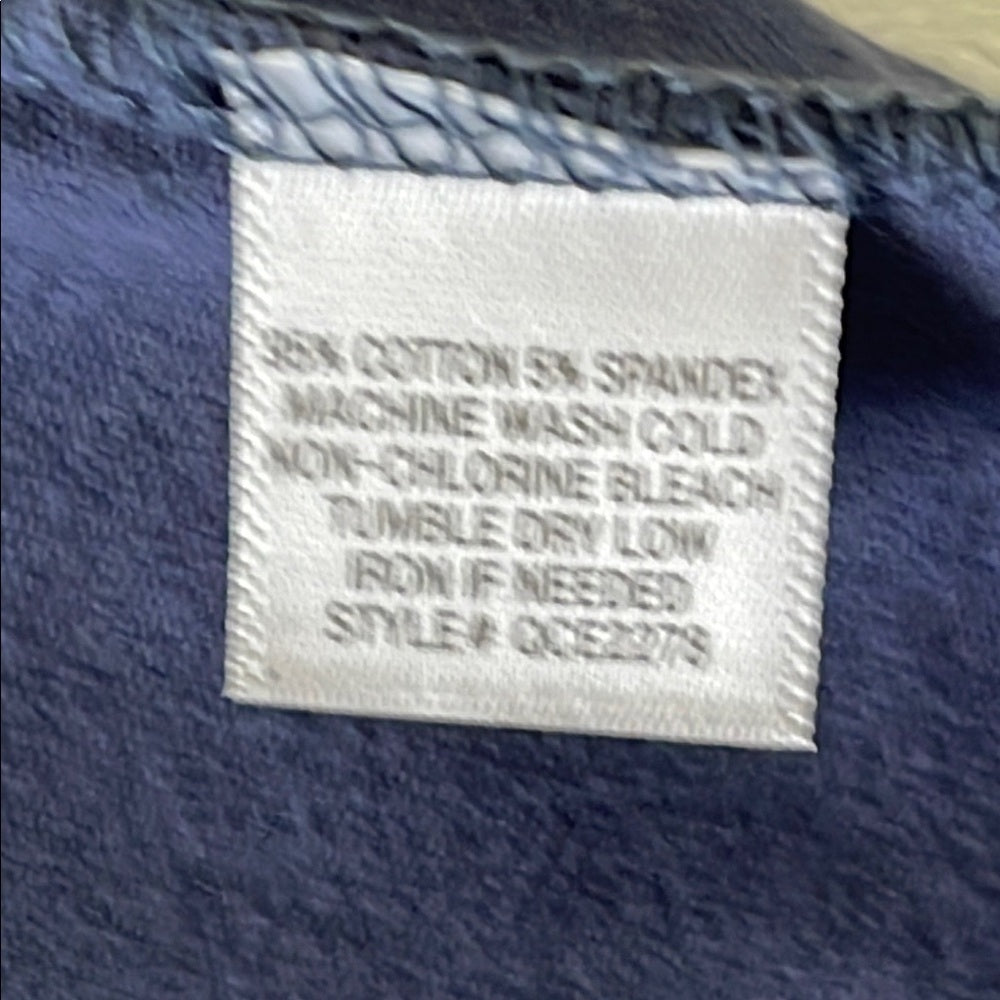 95% COTTON 5% SPANDEX
MACHINE WASH COLD
NON-CHLORINE BLEACH
TUMBLE DRY LOW
IRON IF NEEDED
STYLE#